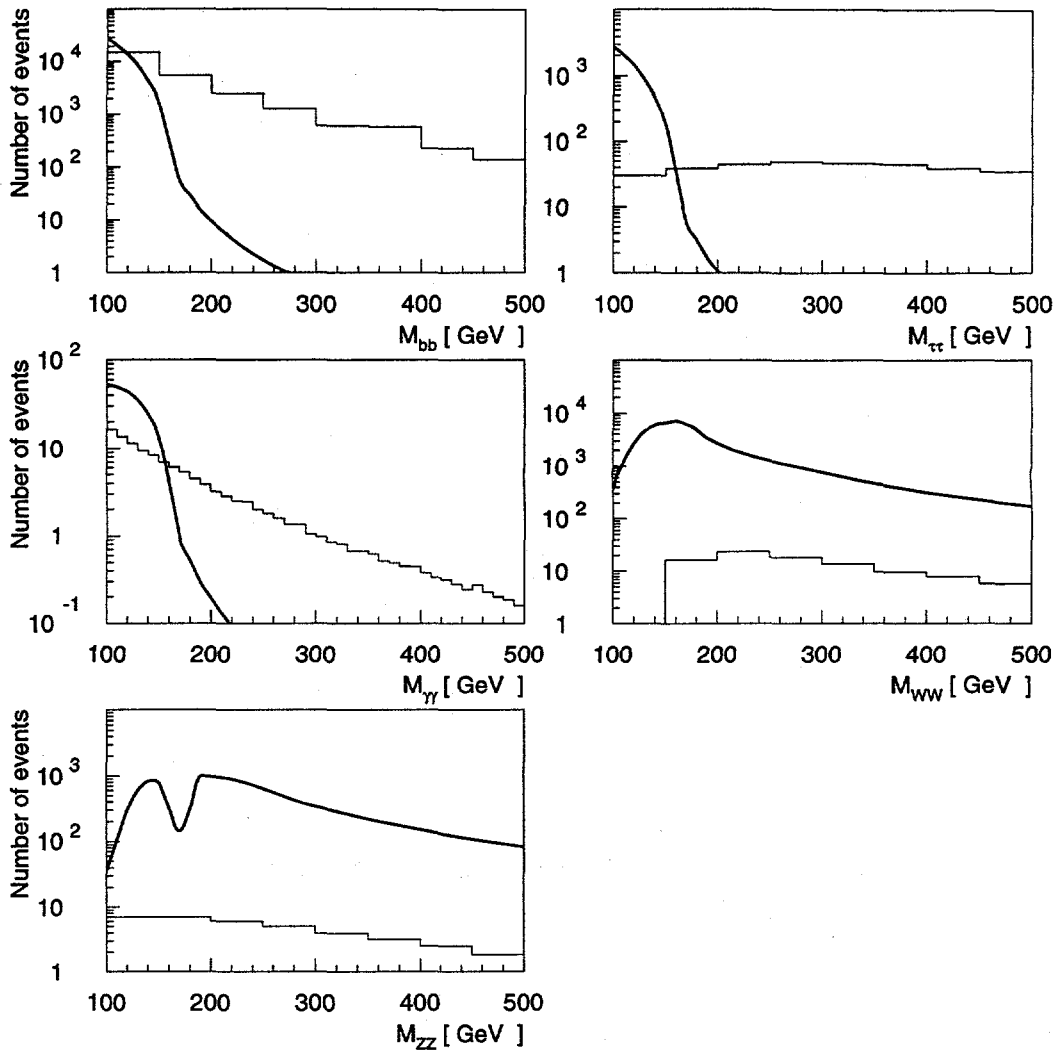 Number of events
10^4
10^3
10^2
10
1
100 200 300 400 500
M_bb [ GeV ]
10^3
10^2
10
1
100 200 300 400 500
M_ττ [ GeV ]
Number of events
10^2
10
1
10^-1
100 200 300 400 500
M_γγ [ GeV ]
10^4
10^3
10^2
10
1
100 200 300 400 500
M_WW [ GeV ]
Number of events
10^3
10^2
10
1
100 200 300 400 500
M_ZZ [ GeV ]